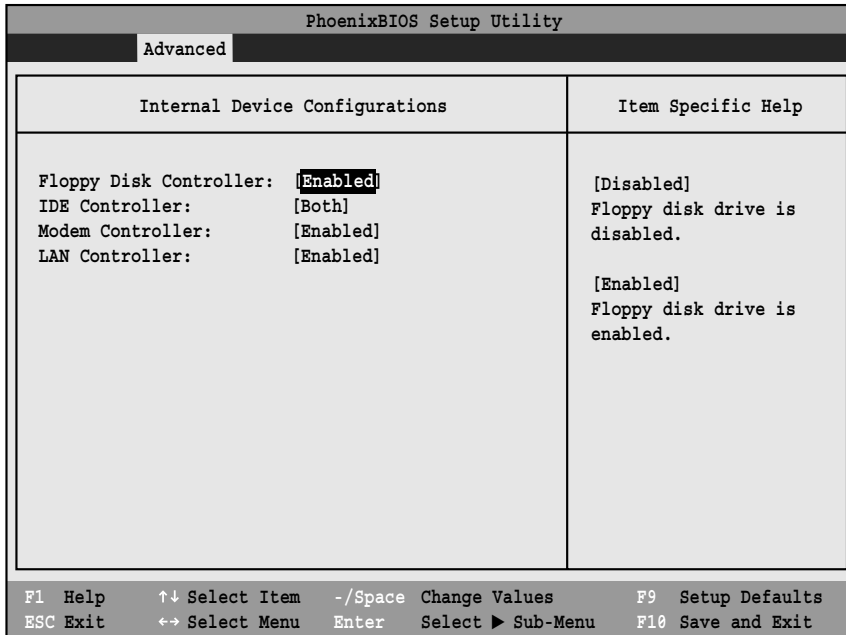 PhoenixBIOS Setup Utility
Advanced
Internal Device Configurations
Item Specific Help
Floppy Disk Controller: [Enabled]
IDE Controller: [Both]
Modem Controller: [Enabled]
LAN Controller: [Enabled]
[Disabled]
Floppy disk drive is
disabled.
[Enabled]
Floppy disk drive is
enabled.
F1 Help ↑↓ Select Item -/Space Change Values F9 Setup Defaults
ESC Exit ←→ Select Menu Enter Select ▶ Sub-Menu F10 Save and Exit